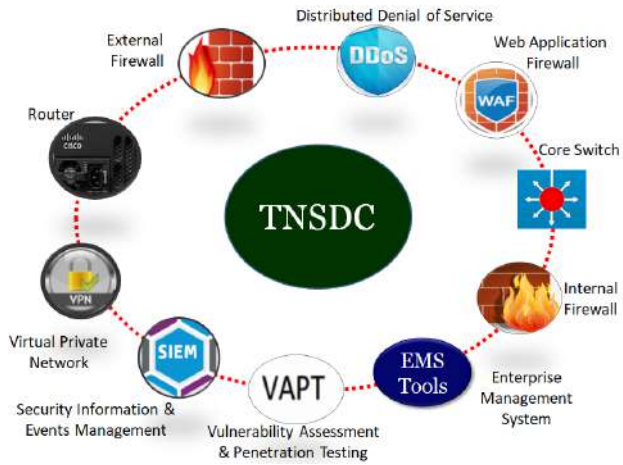 Distributed Denial of Service
External
Firewall
DDoS
Web Application
Firewall
WAF
Router
CISCO
Core Switch
TNSDC
Internal
Firewall
VPN
Virtual Private
Network
SIEM
EMS
Tools
VAPT
Enterprise
Management
System
Security Information &
Events Management
Vulnerability Assessment
& Penetration Testing